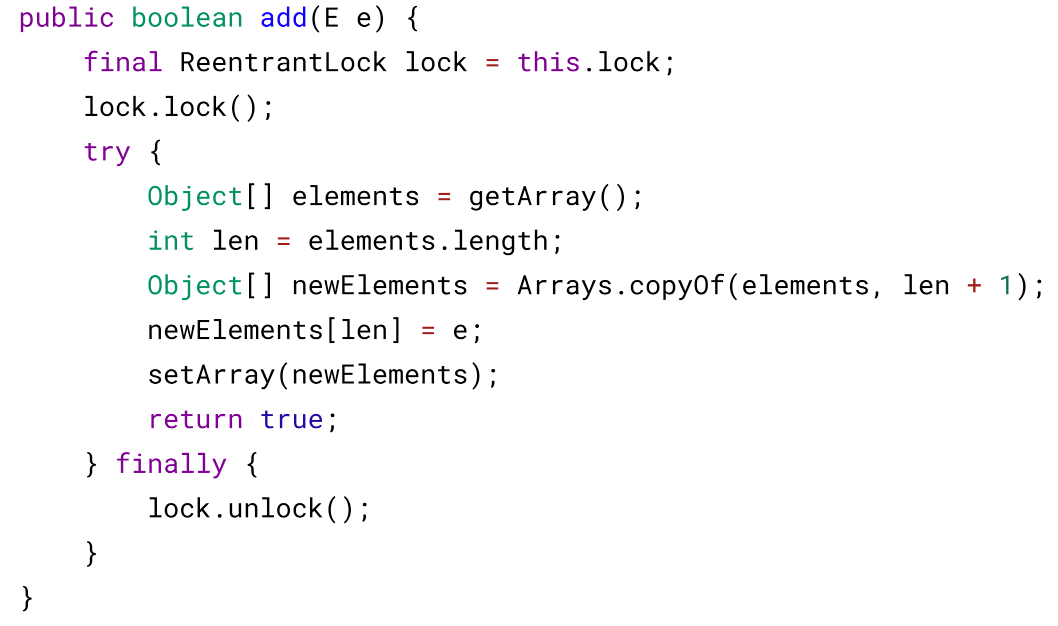 public boolean add(E e) {
    final ReentrantLock lock = this.lock;
    lock.lock();
    try {
        Object[] elements = getArray();
        int len = elements.length;
        Object[] newElements = Arrays.copyOf(elements, len + 1);
        newElements[len] = e;
        setArray(newElements);
        return true;
    } finally {
        lock.unlock();
    }
}